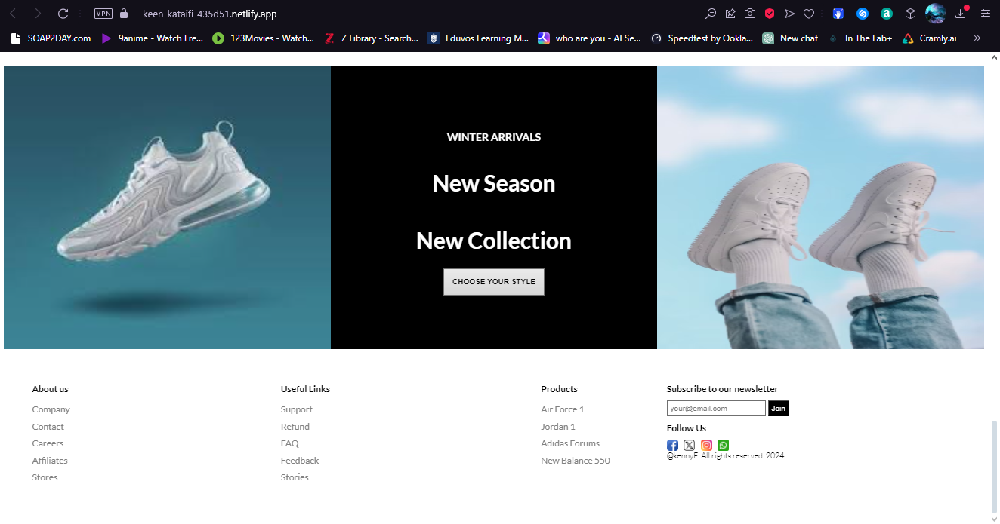 VPN
keen-kataifi-435d51.netlify.app
SOAP2DAY.com
9anime - Watch Fre...
123Movies - Watch...
Z Library - Search...
Eduvos Learning M...
who are you - AI Se...
Speedtest by Ookla...
New chat
In The Lab+
Cramly.ai
WINTER ARRIVALS
New Season
New Collection
CHOOSE YOUR STYLE
About us
Company
Contact
Careers
Affiliates
Stores
Useful Links
Support
Refund
FAQ
Feedback
Stories
Products
Air Force 1
Jordan 1
Adidas Forums
New Balance 550
Subscribe to our newsletter
your@email.com
Join
Follow Us
@kennyE. All rights reserved. 2024.